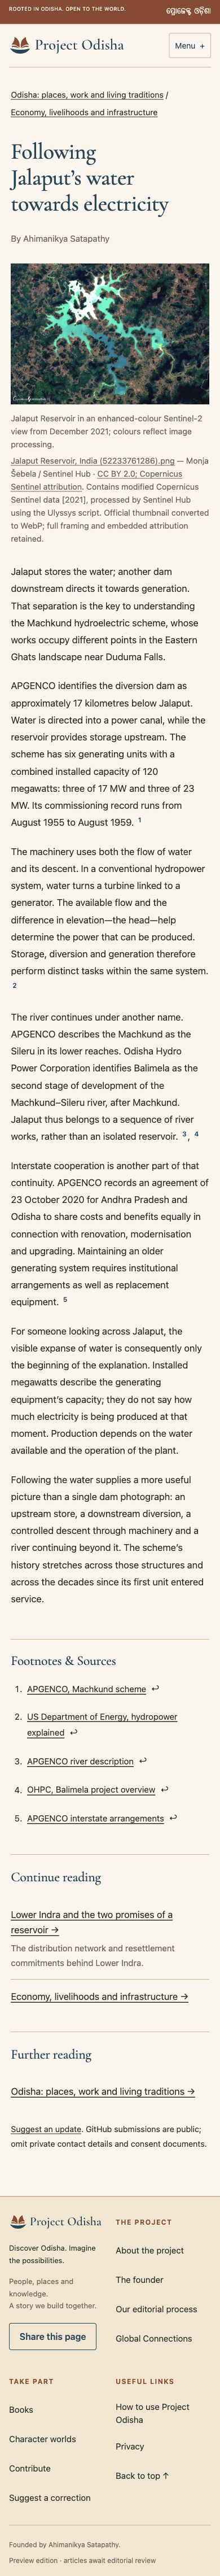 ROOTED IN ODISHA. OPEN TO THE WORLD.
ପ୍ରୋଜେକ୍ଟ ଓଡ଼ିଶା
Project Odisha
Menu +
Odisha: places, work and living traditions /
Economy, livelihoods and infrastructure
Following
Jalaput’s water
towards electricity
By Ahimanikya Satapathy
Jalaput Reservoir in an enhanced-colour Sentinel-2
view from December 2021; colours reflect image
processing.
Jalaput Reservoir, India (52233761286).png — Monja
Šebela / Sentinel Hub · CC BY 2.0; Copernicus
Sentinel attribution. Contains modified Copernicus
Sentinel data [2021], processed by Sentinel Hub
using the Ulyssys script. Official thumbnail converted
to WebP; full framing and embedded attribution
retained.
Jalaput stores the water; another dam
downstream directs it towards generation.
That separation is the key to understanding
the Machkund hydroelectric scheme, whose
works occupy different points in the Eastern
Ghats landscape near Duduma Falls.
APGENCO identifies the diversion dam as
approximately 17 kilometres below Jalaput.
Water is directed into a power canal, while the
reservoir provides storage upstream. The
scheme has six generating units with a
combined installed capacity of 120
megawatts: three of 17 MW and three of 23
MW. Its commissioning record runs from
August 1955 to August 1959. 1
The machinery uses both the flow of water
and its descent. In a conventional hydropower
system, water turns a turbine linked to a
generator. The available flow and the
difference in elevation—the head—help
determine the power that can be produced.
Storage, diversion and generation therefore
perform distinct tasks within the same system.
2
The river continues under another name.
APGENCO describes the Machkund as the
Sileru in its lower reaches. Odisha Hydro
Power Corporation identifies Balimela as the
second stage of development of the
Machkund–Sileru river, after Machkund.
Jalaput thus belongs to a sequence of river
works, rather than an isolated reservoir. 3, 4
Interstate cooperation is another part of that
continuity. APGENCO records an agreement of
23 October 2020 for Andhra Pradesh and
Odisha to share costs and benefits equally in
connection with renovation, modernisation
and upgrading. Maintaining an older
generating system requires institutional
arrangements as well as replacement
equipment. 5
For someone looking across Jalaput, the
visible expanse of water is consequently only
the beginning of the explanation. Installed
megawatts describe the generating
equipment’s capacity; they do not say how
much electricity is being produced at that
moment. Production depends on the water
available and the operation of the plant.
Following the water supplies a more useful
picture than a single dam photograph: an
upstream store, a downstream diversion, a
controlled descent through machinery and a
river continuing beyond it. The scheme’s
history stretches across those structures and
across the decades since its first unit entered
service.
Footnotes & Sources
1. APGENCO, Machkund scheme ↩
2. US Department of Energy, hydropower
explained ↩
3. APGENCO river description ↩
4. OHPC, Balimela project overview ↩
5. APGENCO interstate arrangements ↩
Continue reading
Lower Indra and the two promises of a
reservoir →
The distribution network and resettlement
commitments behind Lower Indra.
Economy, livelihoods and infrastructure →
Further reading
Odisha: places, work and living traditions →
Suggest an update. GitHub submissions are public;
omit private contact details and consent documents.
Project Odisha
Discover Odisha. Imagine
the possibilities.
People, places and
knowledge.
A story we build together.
Share this page
THE PROJECT
About the project
The founder
Our editorial process
Global Connections
TAKE PART
Books
Character worlds
Contribute
Suggest a correction
USEFUL LINKS
How to use Project
Odisha
Privacy
Back to top ↑
Founded by Ahimanikya Satapathy.
Preview edition · articles await editorial review